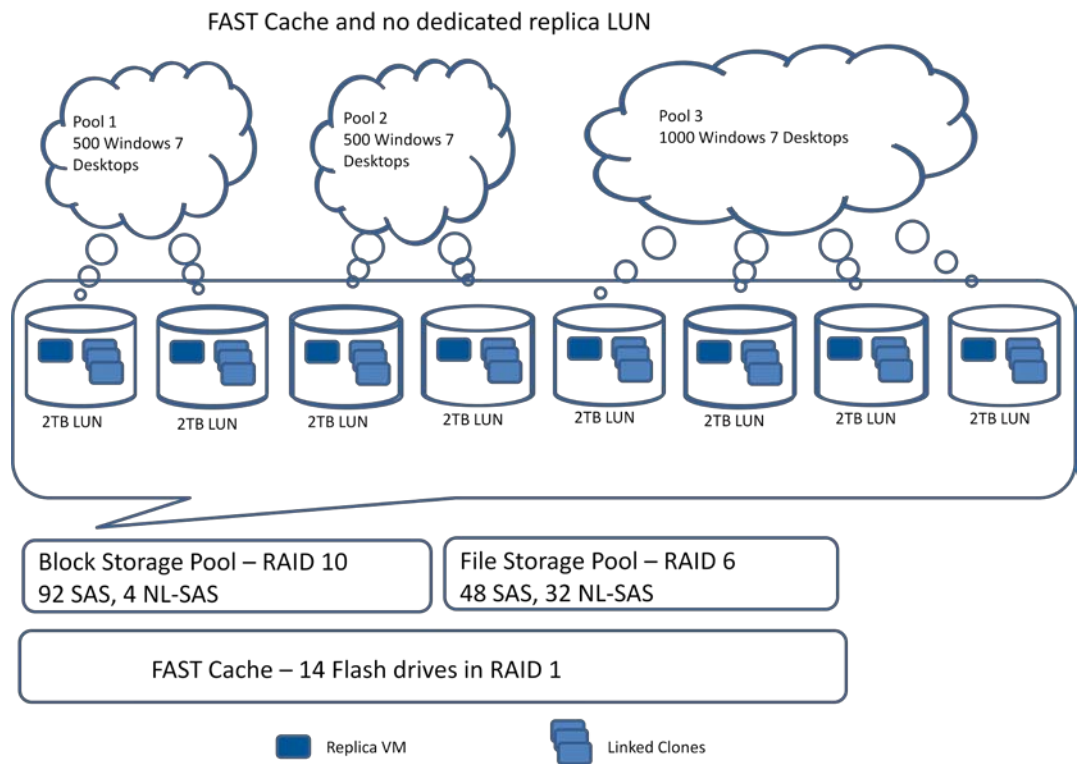 FAST Cache and no dedicated replica LUN
Pool 1
500 Windows 7
Desktops
Pool 2
500 Windows 7
Desktops
Pool 3
1000 Windows 7 Desktops
2TB LUN
2TB LUN
2TB LUN
2TB LUN
2TB LUN
2TB LUN
2TB LUN
2TB LUN
Block Storage Pool – RAID 10
92 SAS, 4 NL-SAS
File Storage Pool – RAID 6
48 SAS, 32 NL-SAS
FAST Cache – 14 Flash drives in RAID 1
Replica VM
Linked Clones